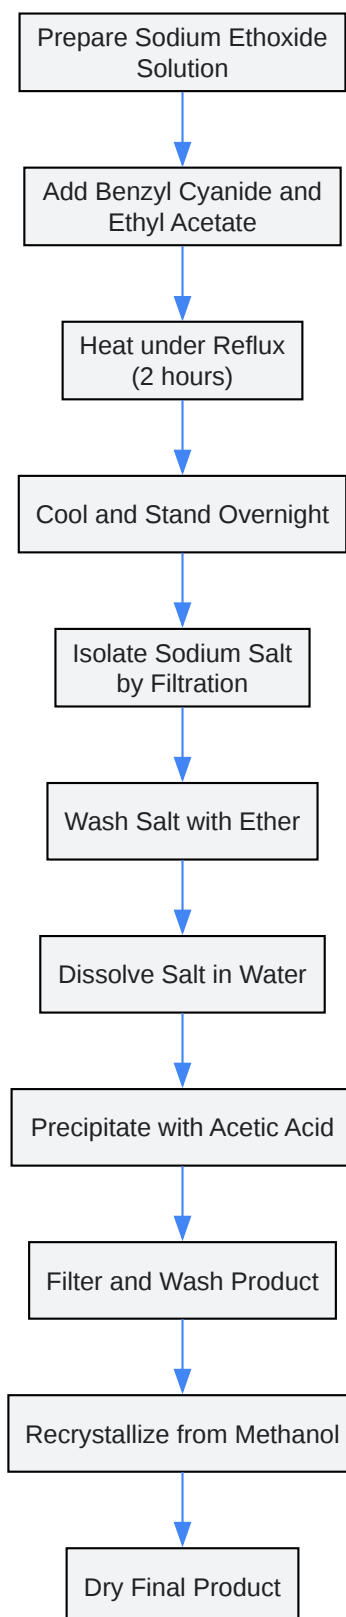 Prepare Sodium Ethoxide
Solution
Add Benzyl Cyanide and
Ethyl Acetate
Heat under Reflux
(2 hours)
Cool and Stand Overnight
Isolate Sodium Salt
by Filtration
Wash Salt with Ether
Dissolve Salt in Water
Precipitate with Acetic Acid
Filter and Wash Product
Recrystallize from Methanol
Dry Final Product